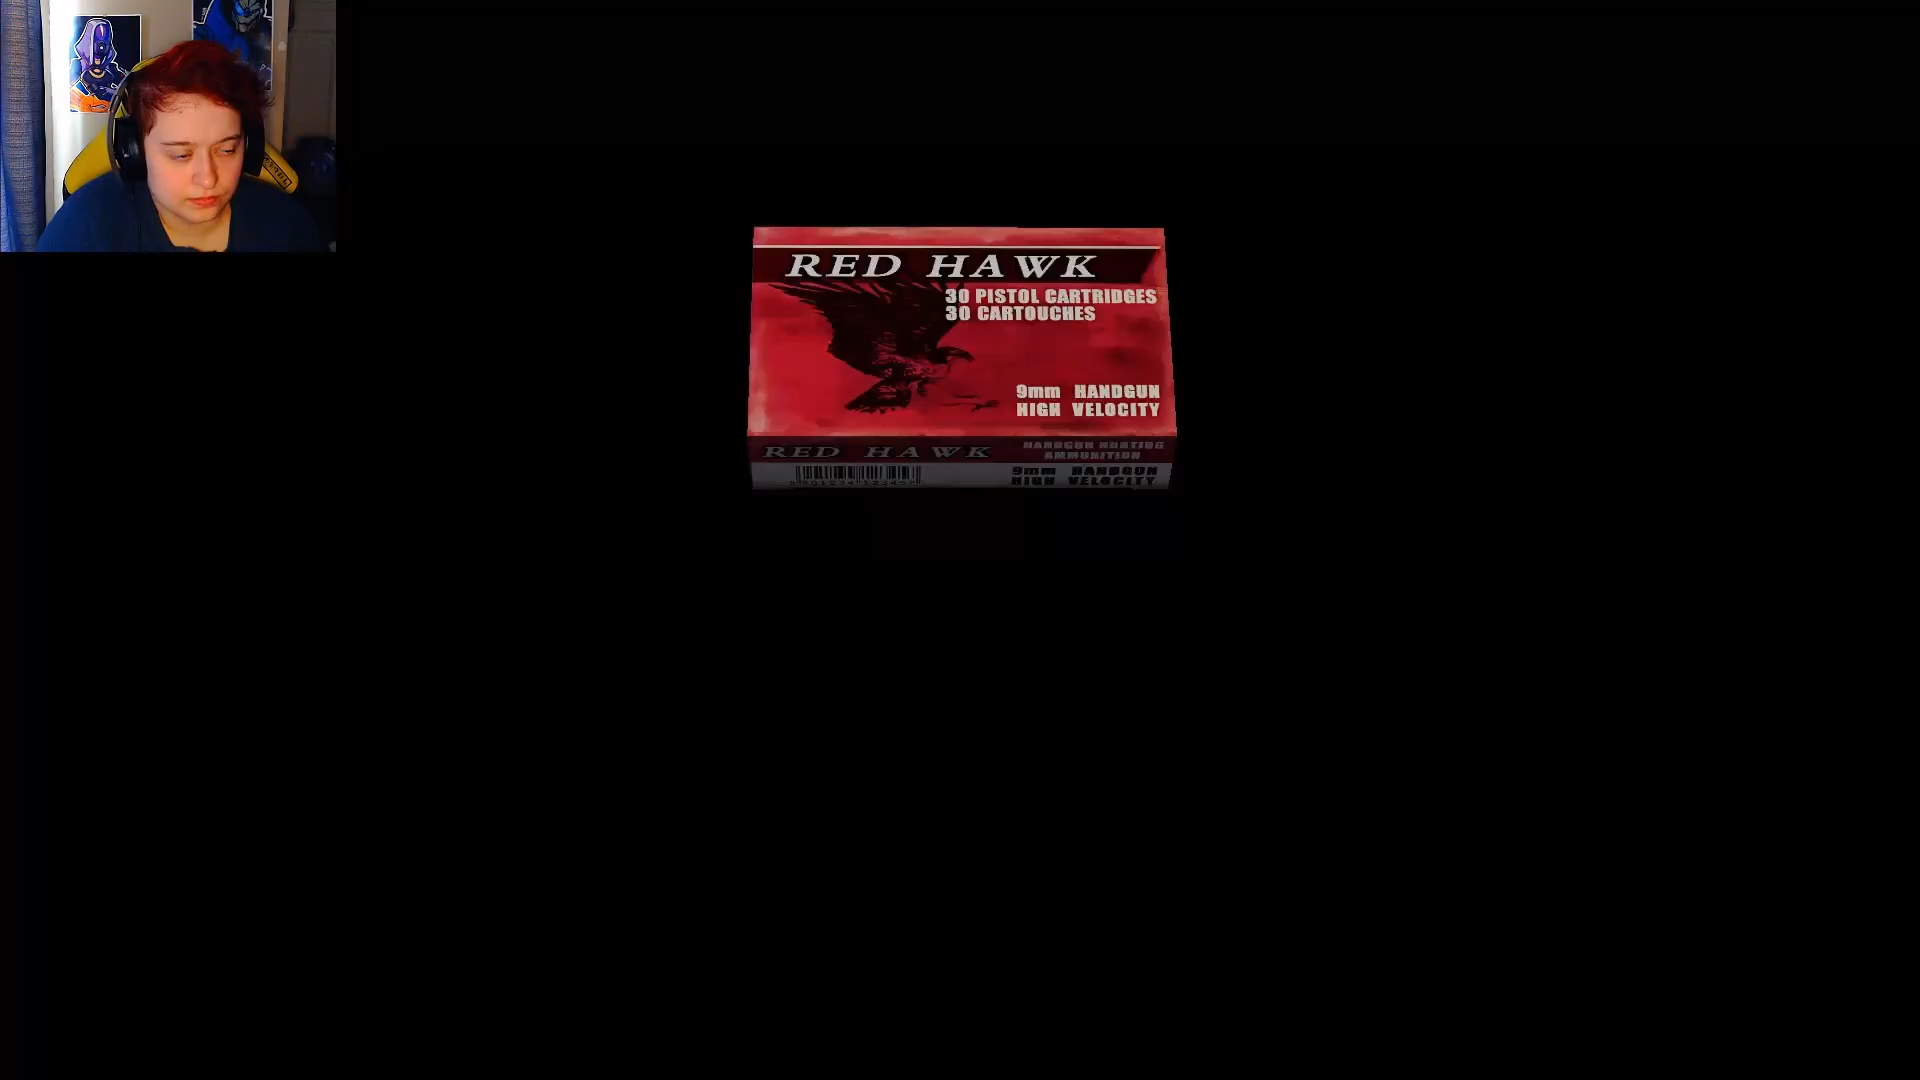 RED HAWK
30 PISTOL CARTRIDGES
30 CARTOUCHES
9mm HANDGUN
HIGH VELOCITY
RED HAWK
HANDGUN HUNTING
AMMUNITION
9mm HANDGUN
HIGH VELOCITY